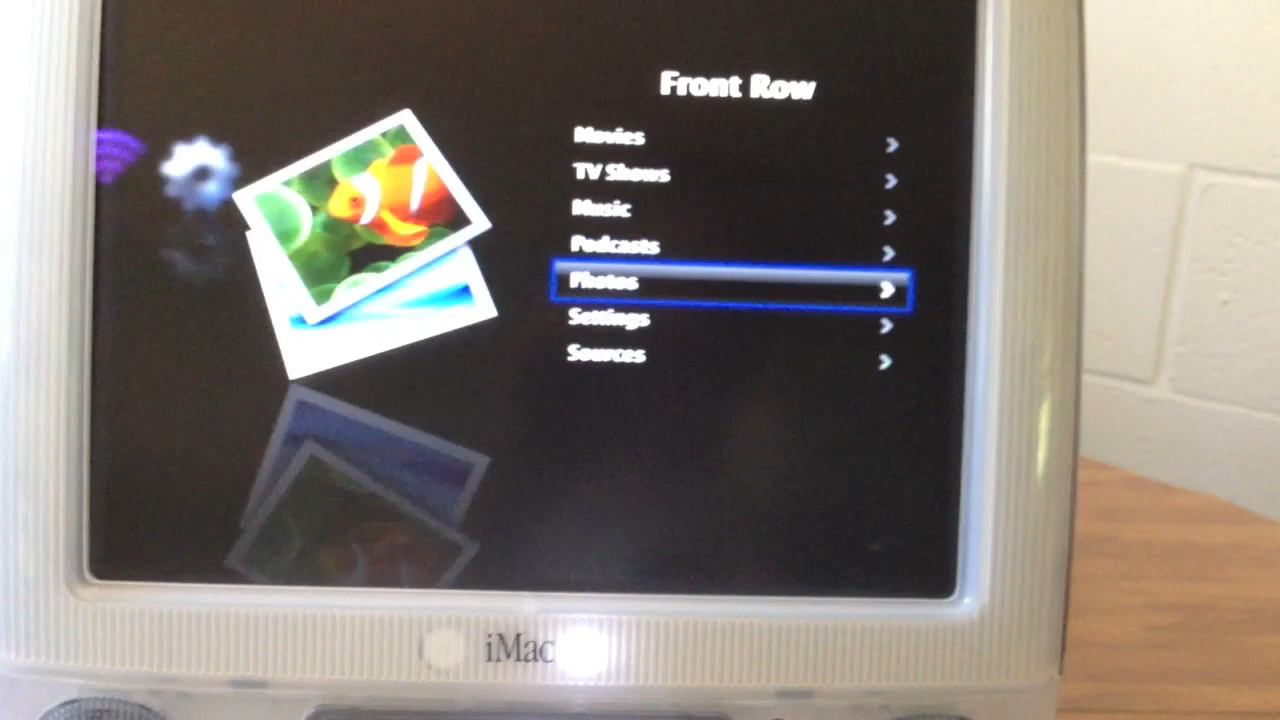 Front Row
Movies
TV Shows
Music
Podcasts
Photos
Settings
Sources
iMac